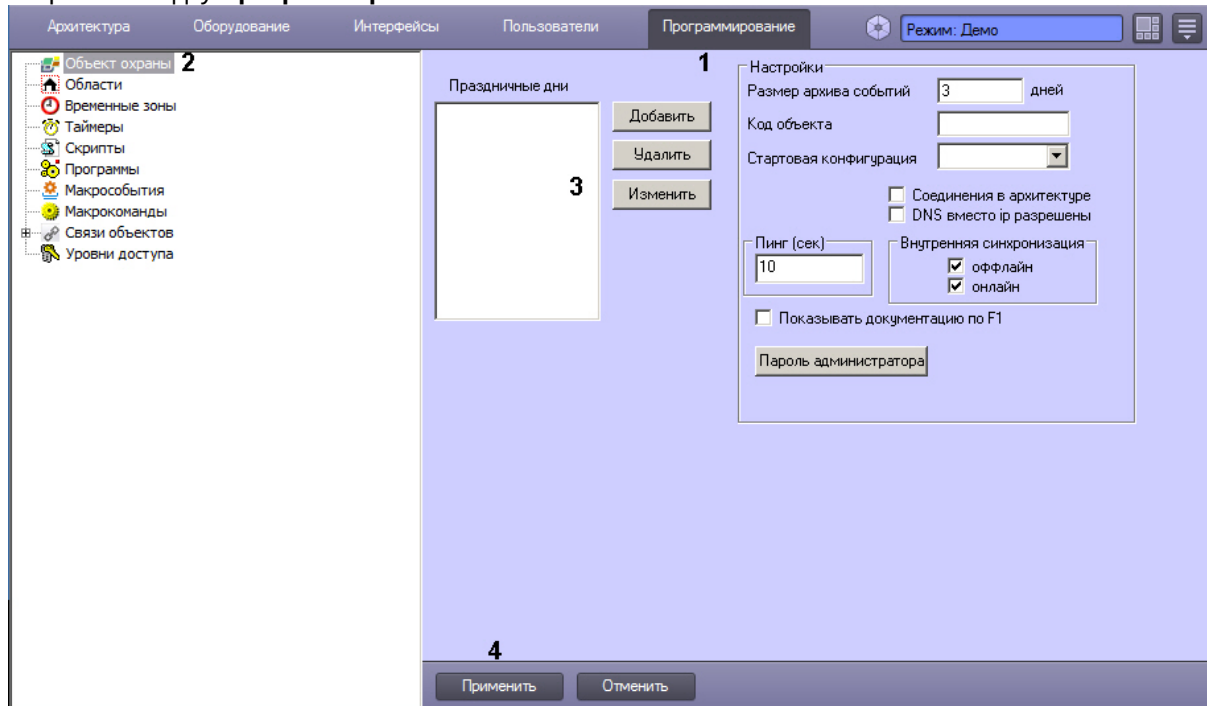 Архитектура Оборудование Интерфейсы Пользователи Программирование Режим: Демо
1
Объект охраны 2
Области
Временные зоны
Таймеры
Скрипты
Программы
Макрособытия
Макрокоманды
Связи объектов
Уровни доступа
Праздничные дни
Добавить
Удалить
3
Изменить
Настройки
Размер архива событий 3 дней
Код объекта
Стартовая конфигурация
Соединения в архитектуре
DNS вместо ip разрешены
Пинг (сек)
10
Внутренняя синхронизация
оффлайн
онлайн
Показывать документацию по F1
Пароль администратора
4
Применить Отменить